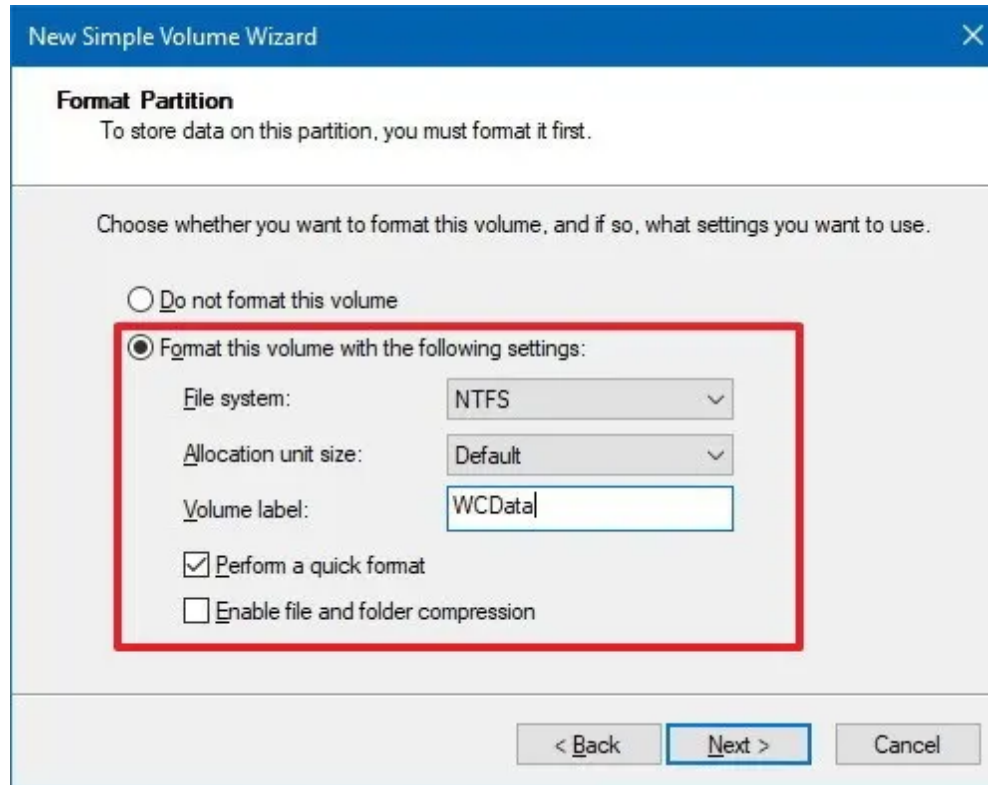 New Simple Volume Wizard
Format Partition
To store data on this partition, you must format it first.
Choose whether you want to format this volume, and if so, what settings you want to use.
Do not format this volume
Format this volume with the following settings:
File system: NTFS
Allocation unit size: Default
Volume label: WCData
Perform a quick format
Enable file and folder compression
< Back Next > Cancel